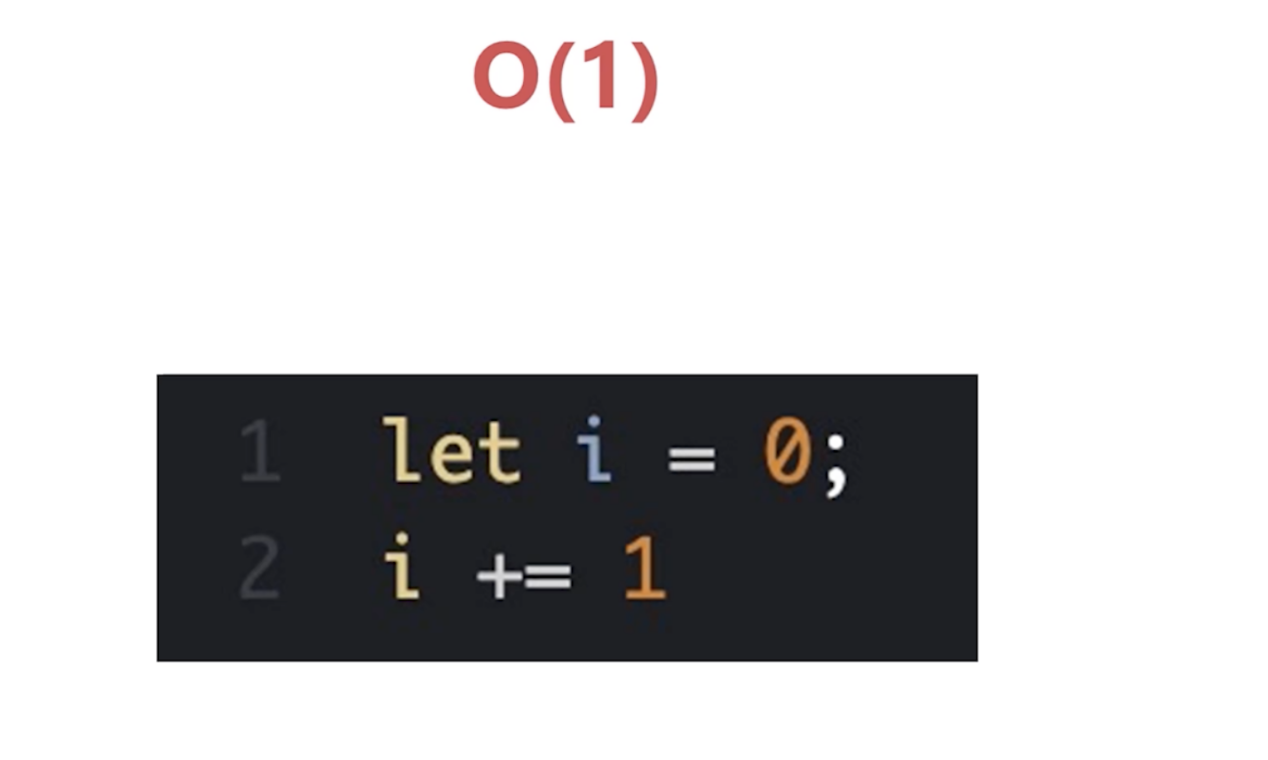 O(1)
1 let i = 0;
2 i += 1